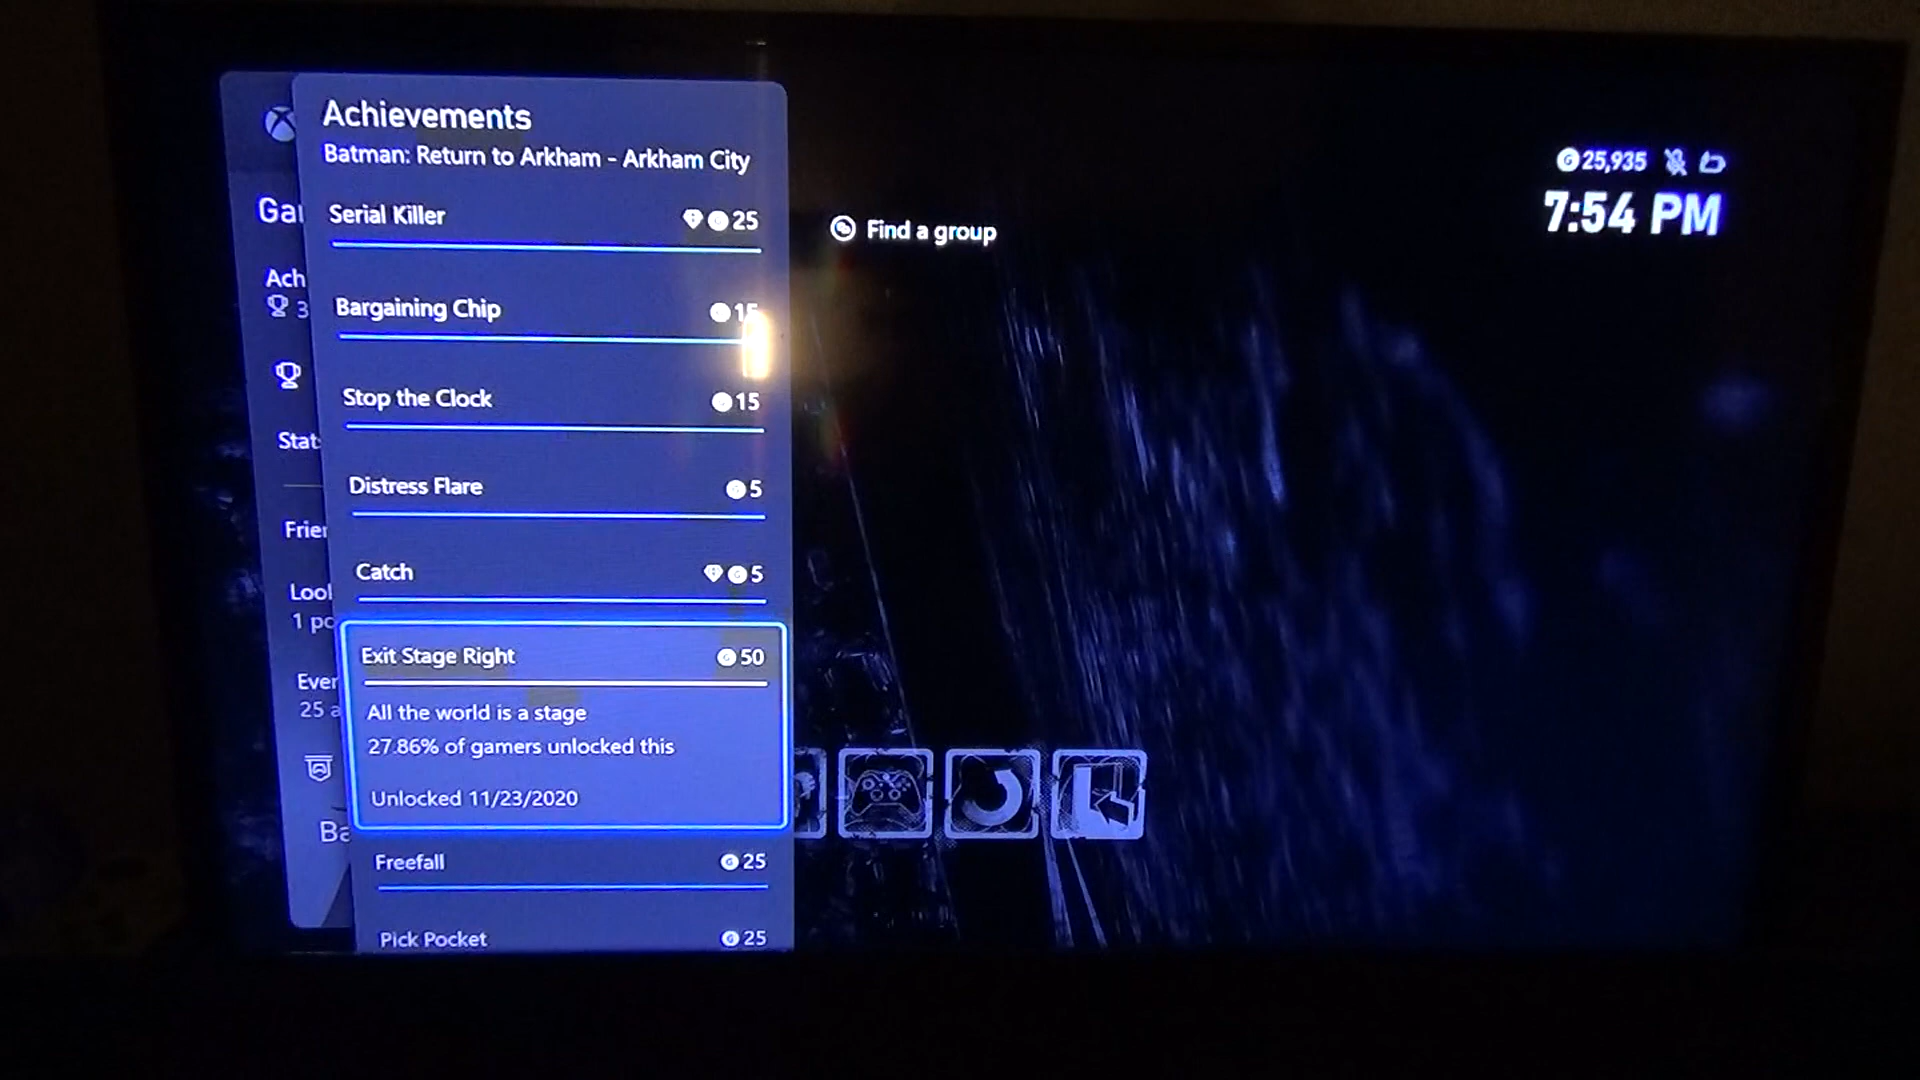 Achievements
Batman: Return to Arkham - Arkham City
Serial Killer 25
Bargaining Chip 15
Stop the Clock 15
Distress Flare 5
Catch 5
Exit Stage Right 50
All the world is a stage
27.86% of gamers unlocked this
Unlocked 11/23/2020
Freefall 25
Pick Pocket 25
Find a group
25,935
7:54 PM